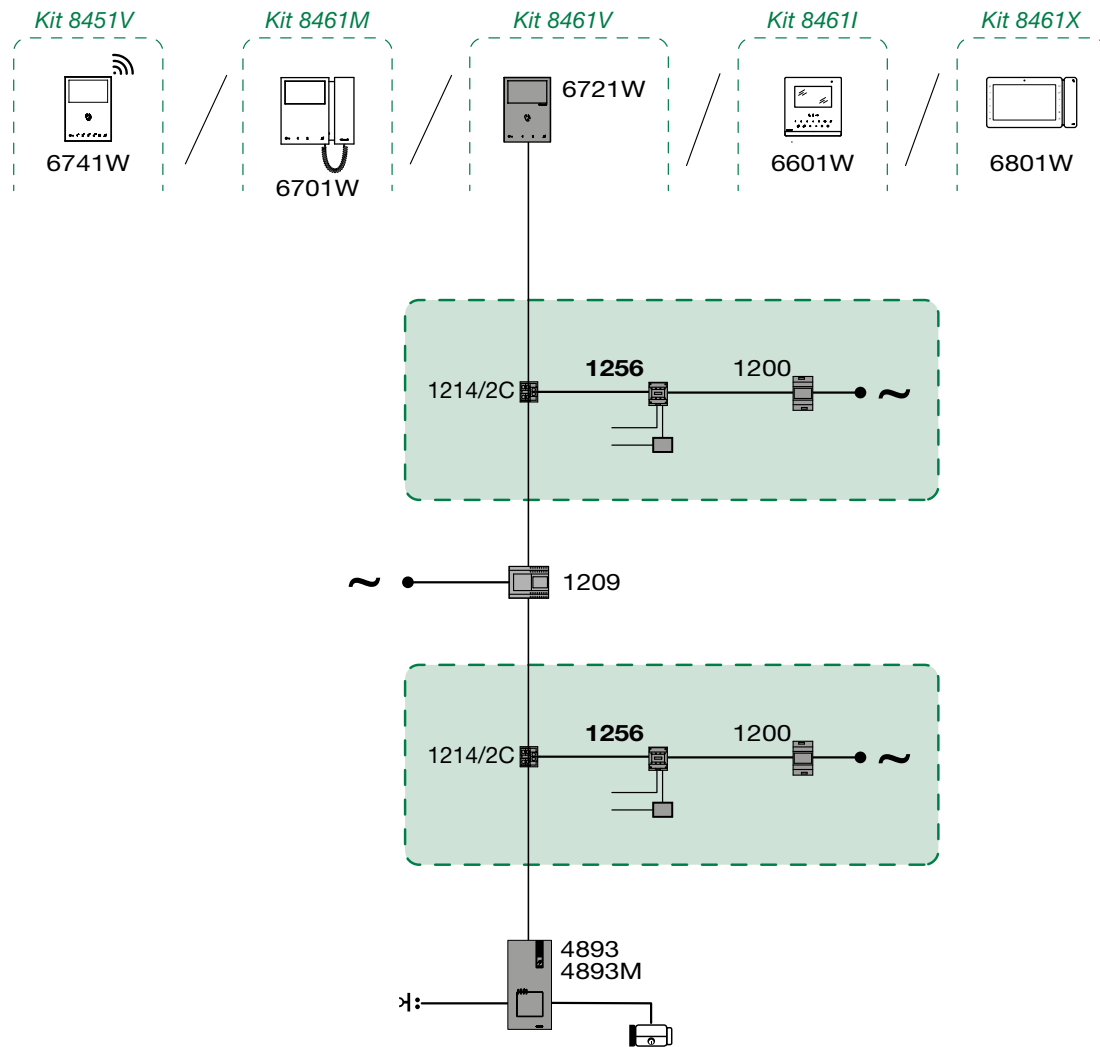 Kit 8451V
Kit 8461M
Kit 8461V
Kit 8461I
Kit 8461X
6741W
6701W
6721W
6601W
6801W
1214/2C
1256
1200
~
~
1209
1214/2C
1256
1200
~
4893
4893M